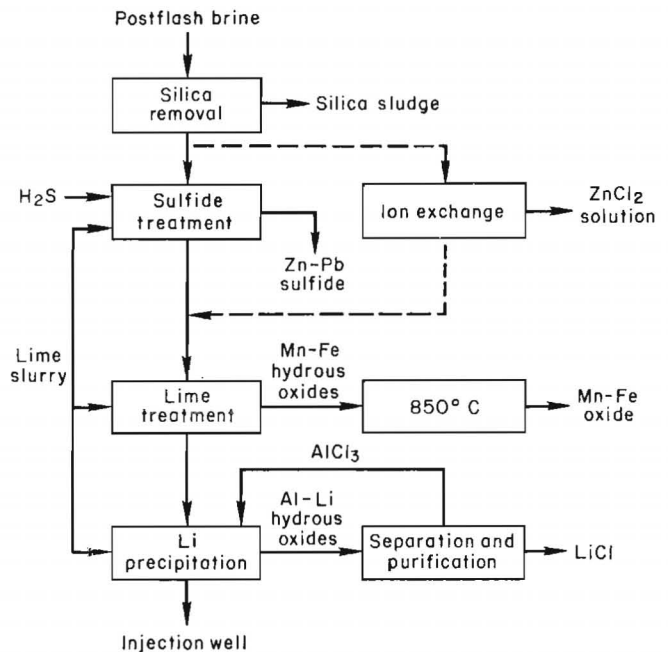 Postflash brine
Silica
removal
Silica sludge
H₂S
Sulfide
treatment
Ion exchange
ZnCl₂
solution
Zn-Pb
sulfide
Lime
slurry
Mn-Fe
hydrous
oxides
Lime
treatment
850° C
Mn-Fe
oxide
AlCl₃
Al-Li
hydrous
oxides
Li
precipitation
Separation and
purification
LiCl
Injection well